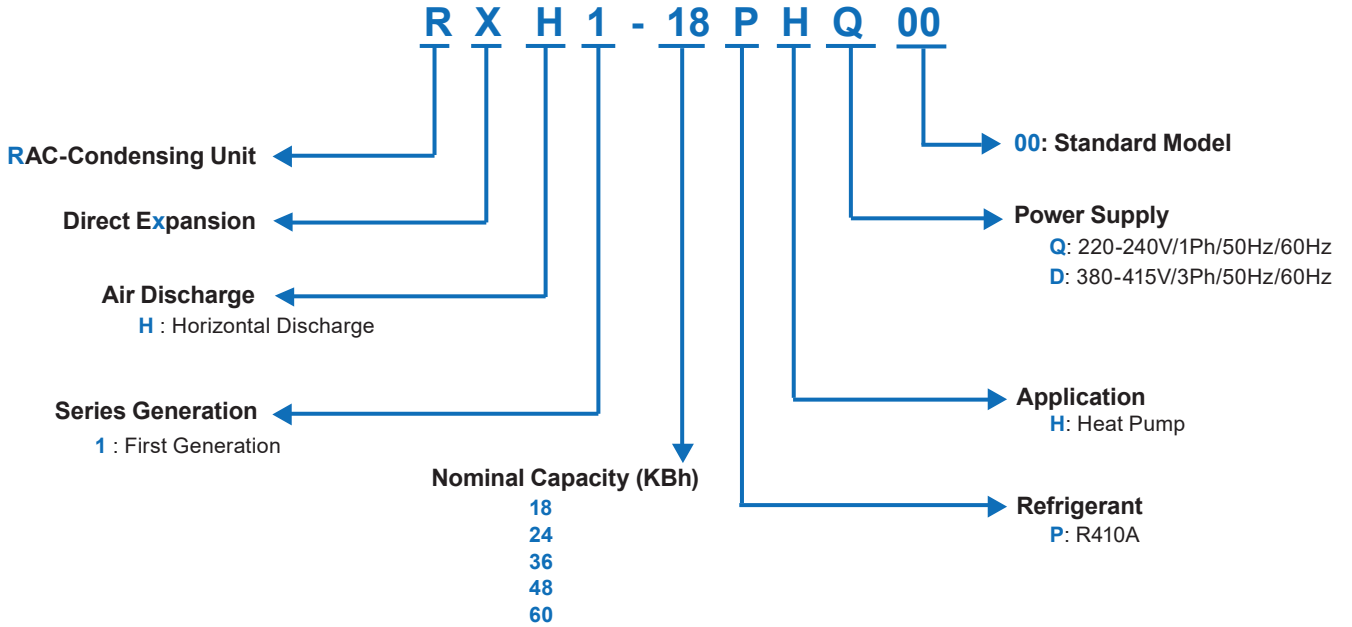 R X H 1 - 18 P H Q 00
RAC-Condensing Unit
Direct Expansion
Air Discharge
H : Horizontal Discharge
Series Generation
1 : First Generation
Nominal Capacity (KBh)
18
24
36
48
60
00: Standard Model
Power Supply
Q: 220-240V/1Ph/50Hz/60Hz
D: 380-415V/3Ph/50Hz/60Hz
Application
H: Heat Pump
Refrigerant
P: R410A